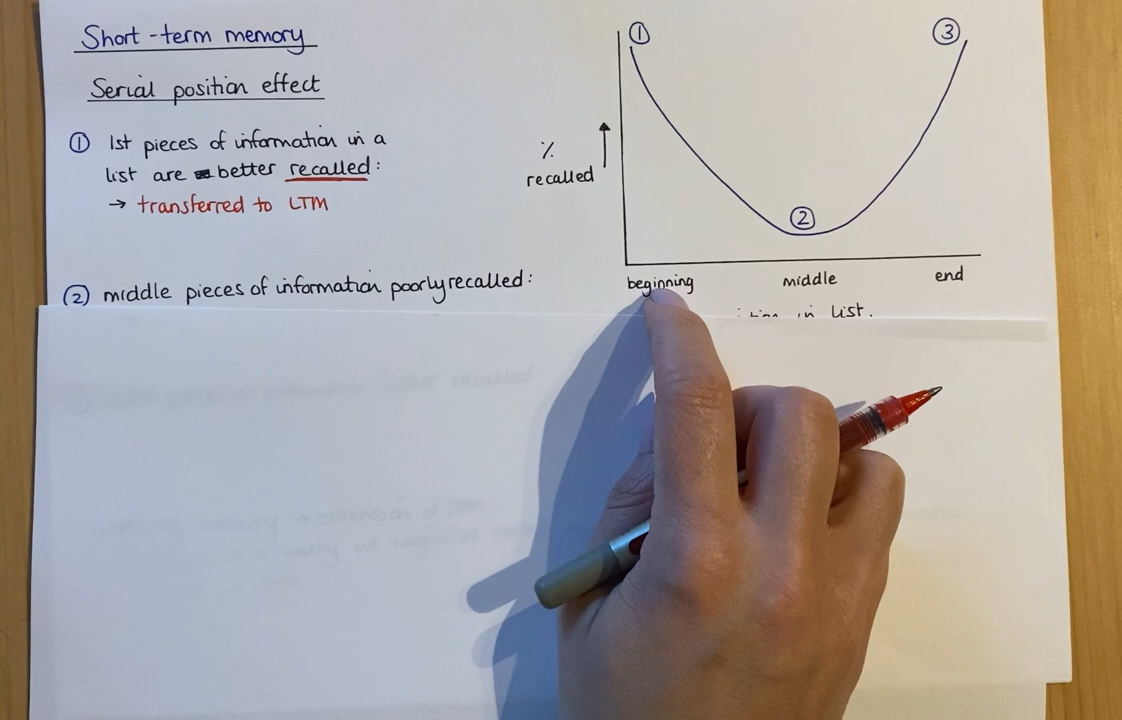 Short-term memory
Serial position effect
① 1st pieces of information in a
list are better recalled:
→ transferred to LTM
② middle pieces of information poorly recalled:
①
③
②
%
recalled
beginning middle end
in list.